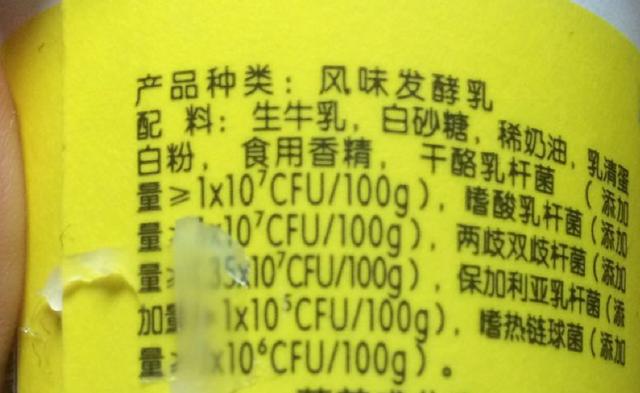 产品种类：风味发酵乳
配 料：生牛乳，白砂糖，稀奶油，乳清蛋
白粉，食用香精，干酪乳杆菌（添加
量≥1x10⁷CFU/100g），嗜酸乳杆菌（添加
量≥1x10⁷CFU/100g），两歧双歧杆菌（添加
量≥ 35x10⁷CFU/100g），保加利亚乳杆菌（添
加量 1x10⁵CFU/100g），嗜热链球菌（添加
量≥ x10⁶CFU/100g）。